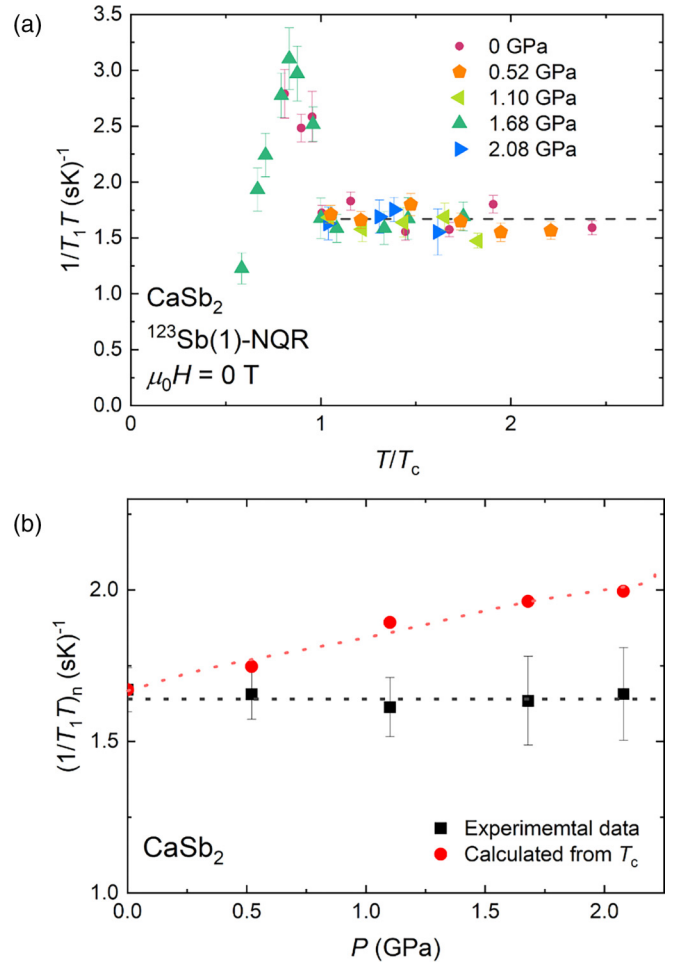 (a)
3.5
3.0
2.5
2.0
1.5
1.0
0.5
0.0
1/T₁T (sK)⁻¹
0 GPa
0.52 GPa
1.10 GPa
1.68 GPa
2.08 GPa
CaSb₂
¹²³Sb(1)-NQR
μ₀H = 0 T
0 1 2
T/Tc
(b)
2.0
1.5
1.0
(1/T₁T)ₙ (sK)⁻¹
Experimemtal data
Calculated from Tc
CaSb₂
0.0 0.5 1.0 1.5 2.0
P (GPa)